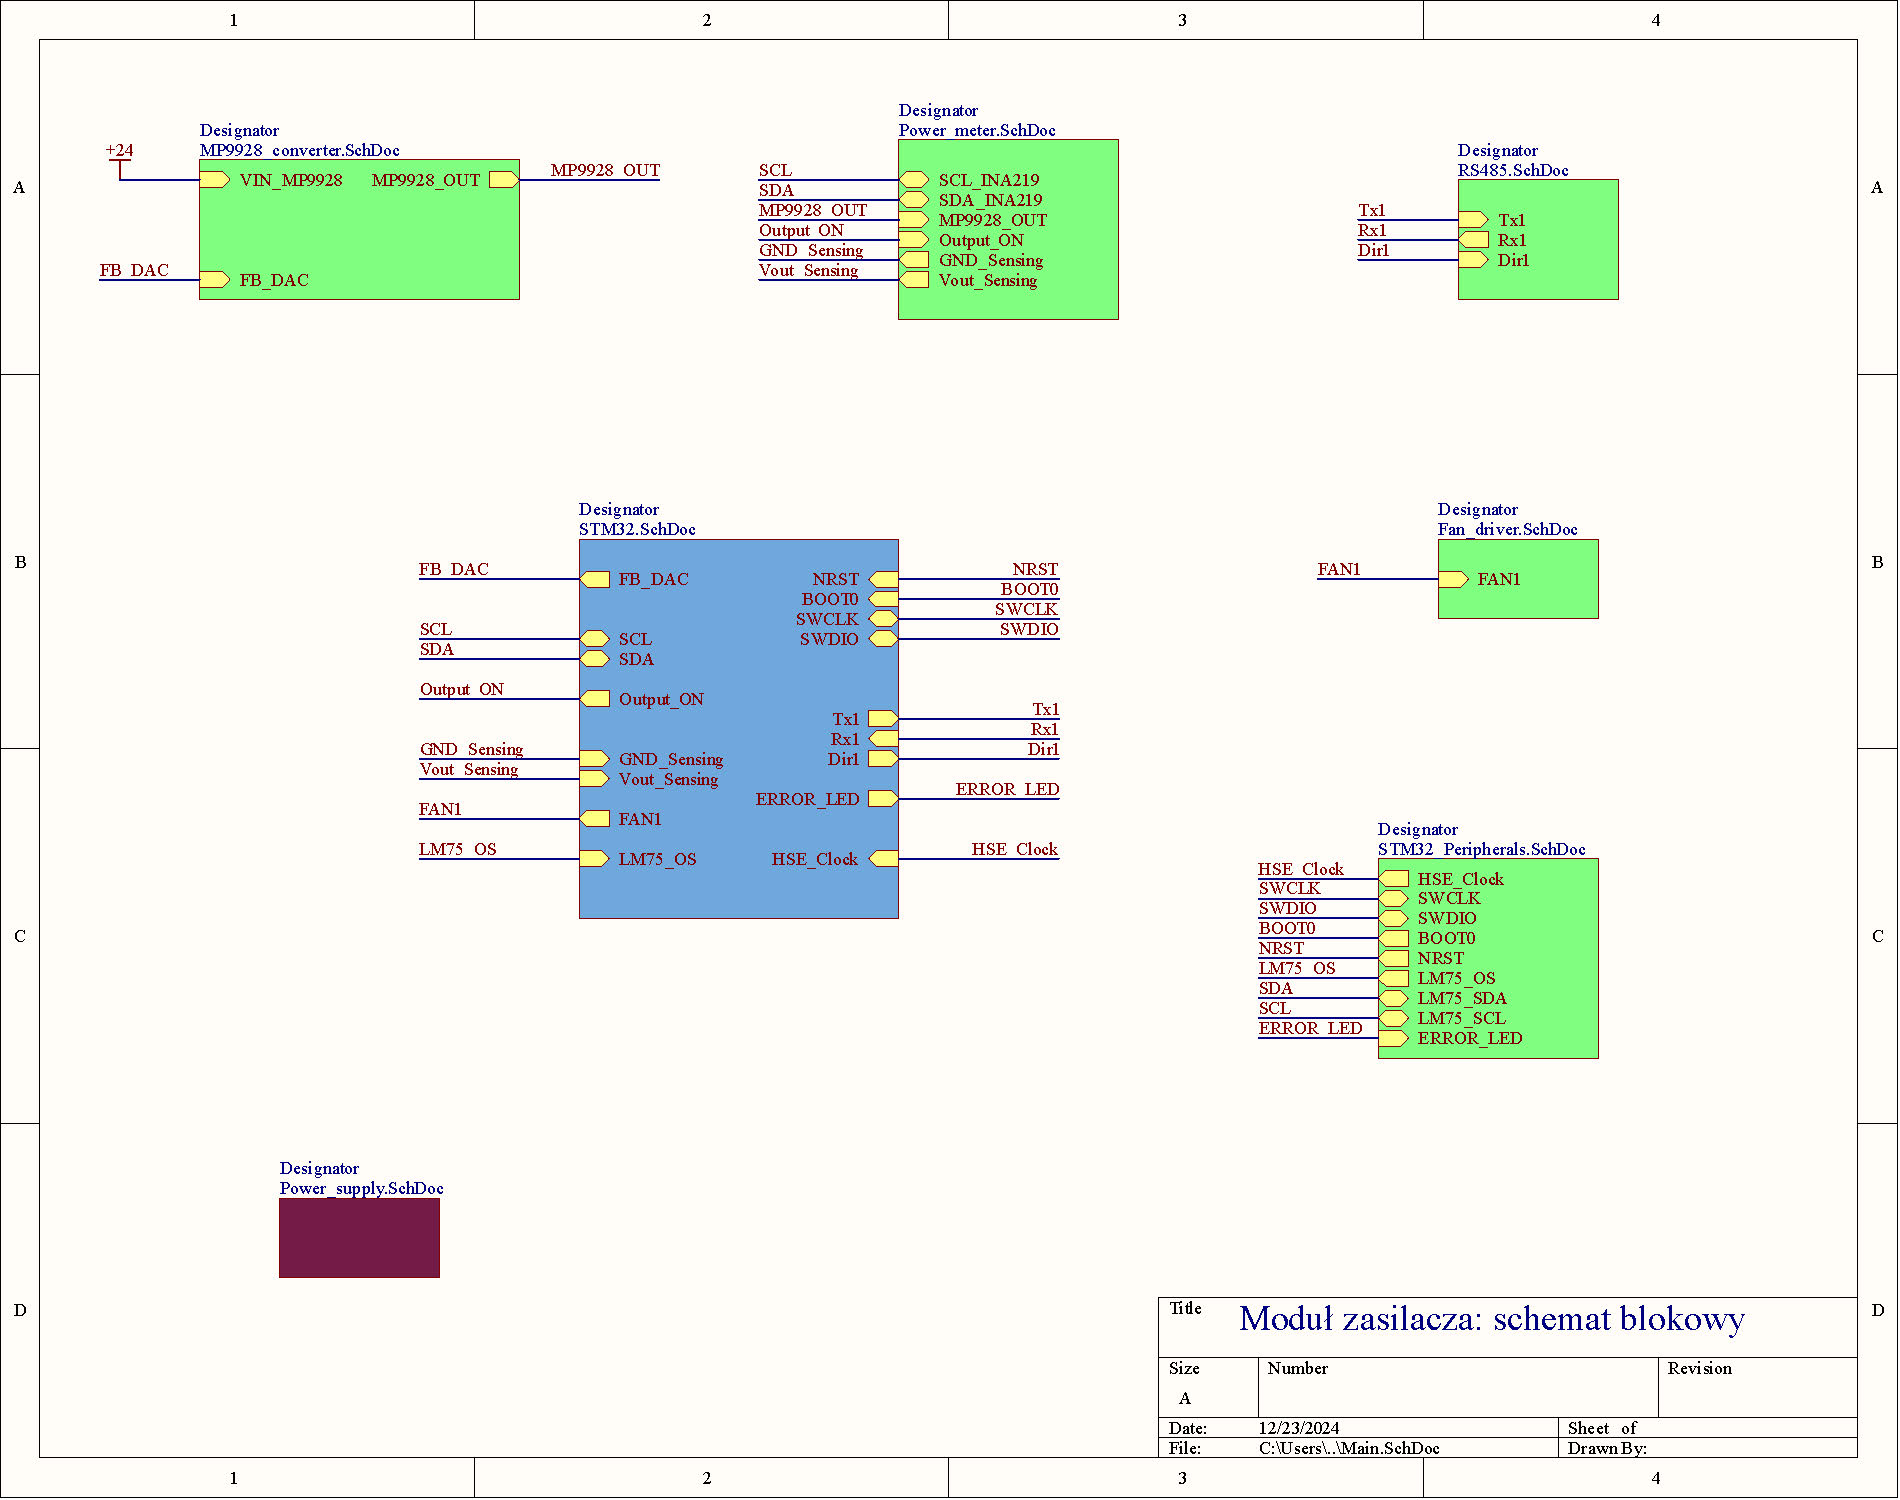 1 2 3 4
A A
B B
C C
D D
Designator
MP9928_converter.SchDoc
+24
VIN_MP9928 MP9928_OUT MP9928_OUT
FB_DAC FB_DAC
Designator
Power_meter.SchDoc
SCL SCL_INA219
SDA SDA_INA219
MP9928_OUT MP9928_OUT
Output_ON Output_ON
GND_Sensing GND_Sensing
Vout_Sensing Vout_Sensing
Designator
RS485.SchDoc
Tx1 Tx1
Rx1 Rx1
Dir1 Dir1
Designator
STM32.SchDoc
FB_DAC FB_DAC NRST NRST
BOOT0 BOOT0
SWCLK SWCLK
SCL SCL SWDIO SWDIO
SDA SDA
Output_ON Output_ON
Tx1 Tx1
Rx1 Rx1
GND_Sensing GND_Sensing Dir1 Dir1
Vout_Sensing Vout_Sensing
ERROR_LED ERROR_LED
FAN1 FAN1
LM75_OS LM75_OS HSE_Clock HSE_Clock
Designator
Fan_driver.SchDoc
FAN1 FAN1
Designator
STM32_Peripherals.SchDoc
HSE_Clock HSE_Clock
SWCLK SWCLK
SWDIO SWDIO
BOOT0 BOOT0
NRST NRST
LM75_OS LM75_OS
SDA LM75_SDA
SCL LM75_SCL
ERROR_LED ERROR_LED
Designator
Power_supply.SchDoc
Title Moduł zasilacza: schemat blokowy
Size Number Revision
A
Date: 12/23/2024 Sheet of
File: C:\Users\..\Main.SchDoc Drawn By:
1 2 3 4